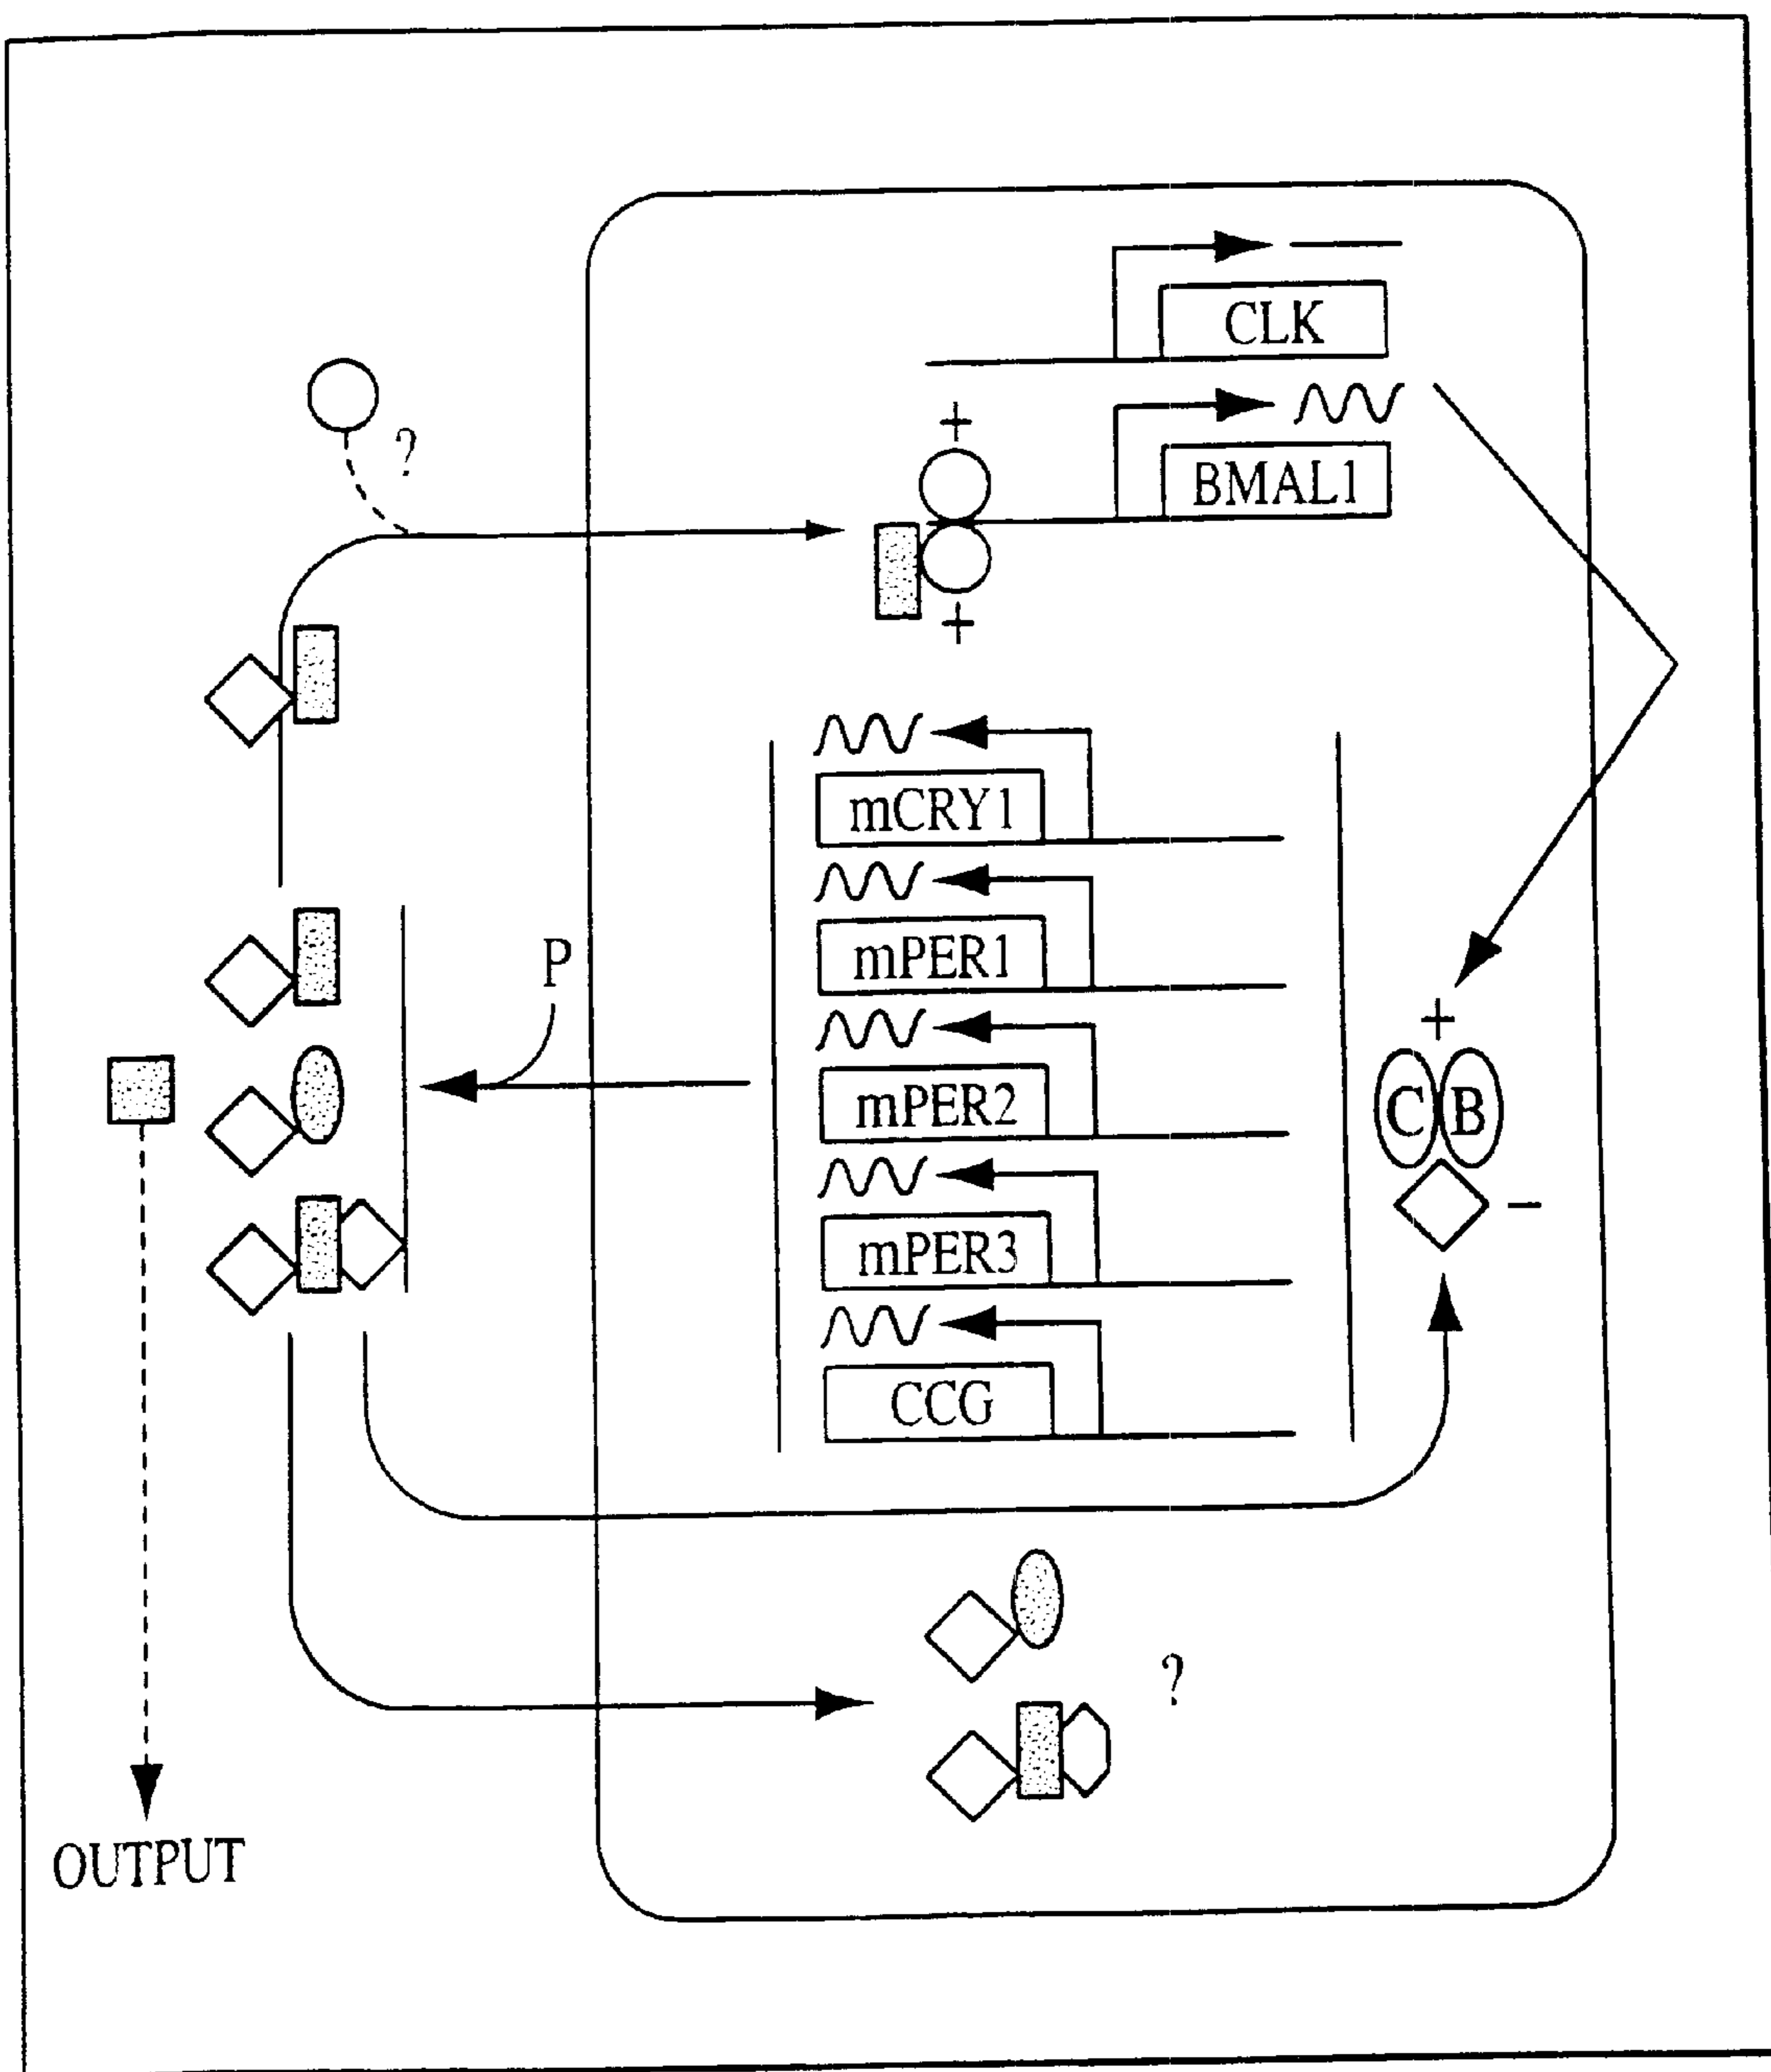 CLK
+
?
BMAL1
+
mCRY1
P
mPER1
+
mPER2
C B
mPER3
−
CCG
?
OUTPUT